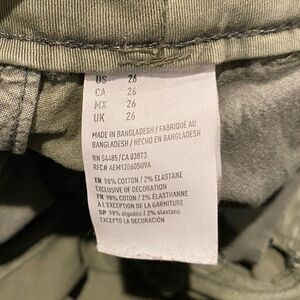 US 26
CA 26
MX 26
UK 26
MADE IN BANGLADESH / FABRIQUÉ AU
BANGLADESH / HECHO EN BANGLADESH
RN 54485/CA 03873
RFC# AEM12060509A
EN 98% COTTON / 2% ELASTANE
EXCLUSIVE OF DECORATION
FR 98% COTON / 2% ÉLASTHANNE
À L'EXCEPTION DE LA GARNITURE
SP 98% algodón / 2% elastano
EXCEPTO LA DECORACIÓN